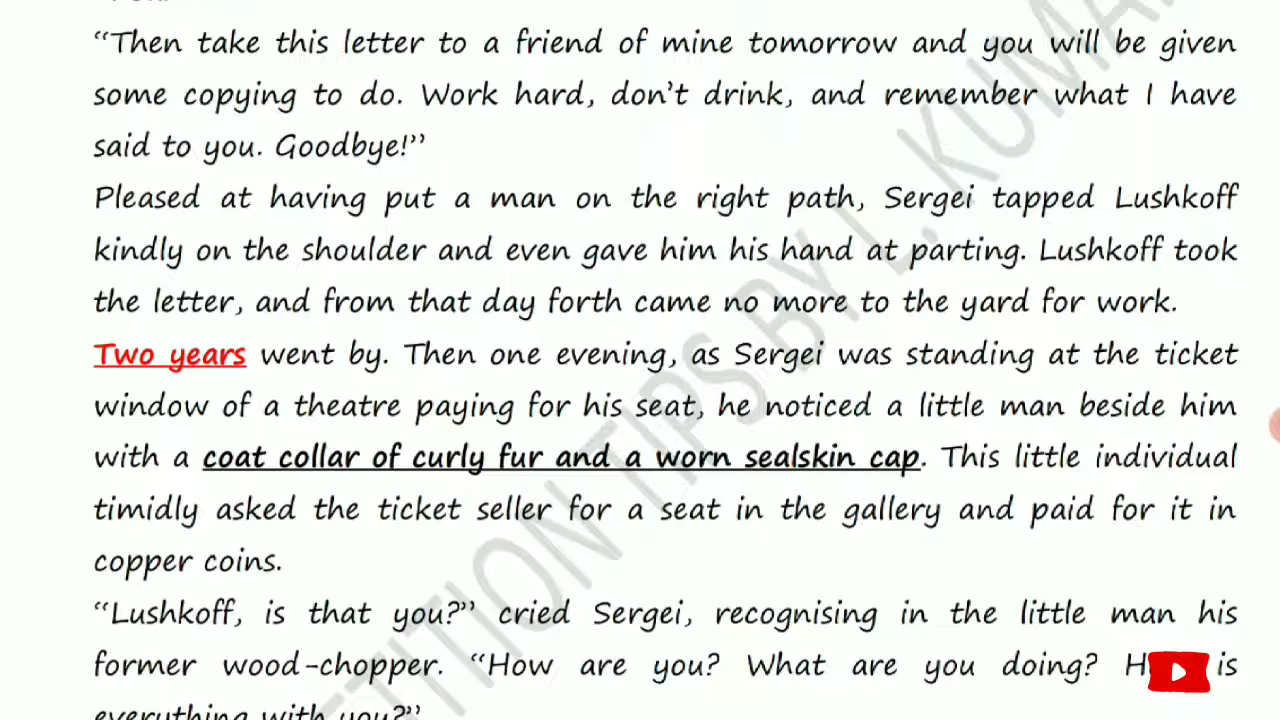 “Then take this letter to a friend of mine tomorrow and you will be given
some copying to do. Work hard, don’t drink, and remember what I have
said to you. Goodbye!”
Pleased at having put a man on the right path, Sergei tapped Lushkoff
kindly on the shoulder and even gave him his hand at parting. Lushkoff took
the letter, and from that day forth came no more to the yard for work.
Two years went by. Then one evening, as Sergei was standing at the ticket
window of a theatre paying for his seat, he noticed a little man beside him
with a coat collar of curly fur and a worn sealskin cap. This little individual
timidly asked the ticket seller for a seat in the gallery and paid for it in
copper coins.
“Lushkoff, is that you?” cried Sergei, recognising in the little man his
former wood-chopper. “How are you? What are you doing? is
everything with you?”
TIPS BY L. KUMA